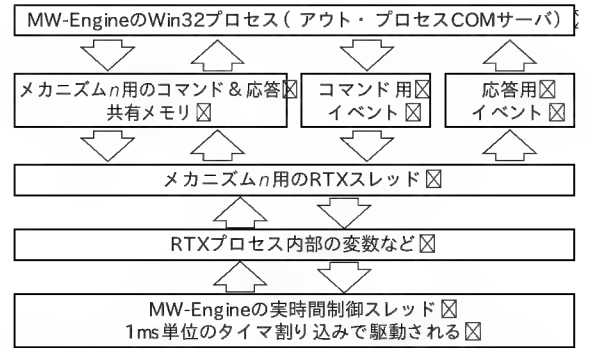 MW-EngineのWin32プロセス(アウト・プロセスCOMサーバ)
メカニズムn用のコマンド&応答
共有メモリ
コマンド用
イベント
応答用
イベント
メカニズムn用のRTXスレッド
RTXプロセス内部の変数など
MW-Engineの実時間制御スレッド
1ms単位のタイマ割り込みで駆動される